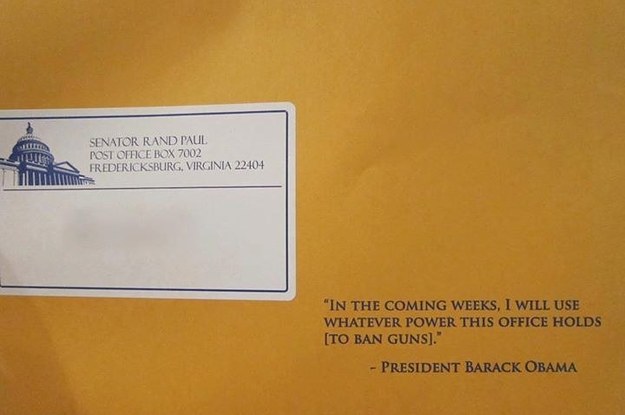 SENATOR RAND PAUL
POST OFFICE BOX 7002
FREDERICKSBURG, VIRGINIA 22404
“IN THE COMING WEEKS, I WILL USE
WHATEVER POWER THIS OFFICE HOLDS
[TO BAN GUNS].”
- PRESIDENT BARACK OBAMA